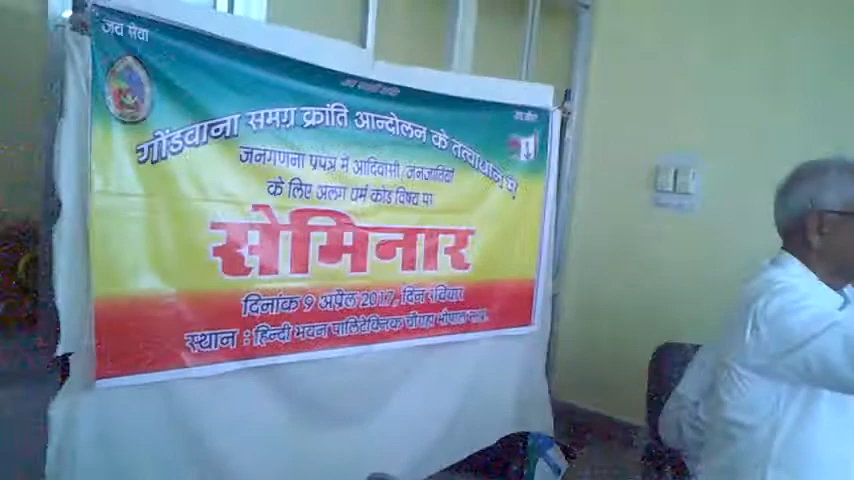 जय सेवा
गोंडवाना समग्र क्रांति आन्दोलन के तत्वाधान में
जनगणना प्रपत्र में आदिवासी, जनजातियों
के लिए अलग धर्म कोड विषय पर
सेमिनार
दिनांक 9 अप्रेल 2017, दिन रविवार
स्थान : हिन्दी भवन पालिटेक्निक चौराहा भोपाल म.प्र.